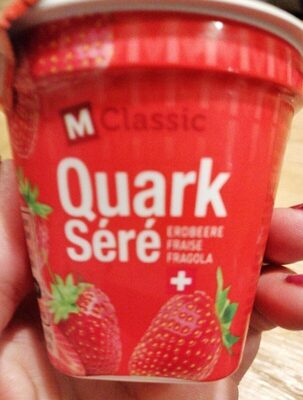 M Classic
Quark
Séré
ERDBEERE
FRAISE
FRAGOLA